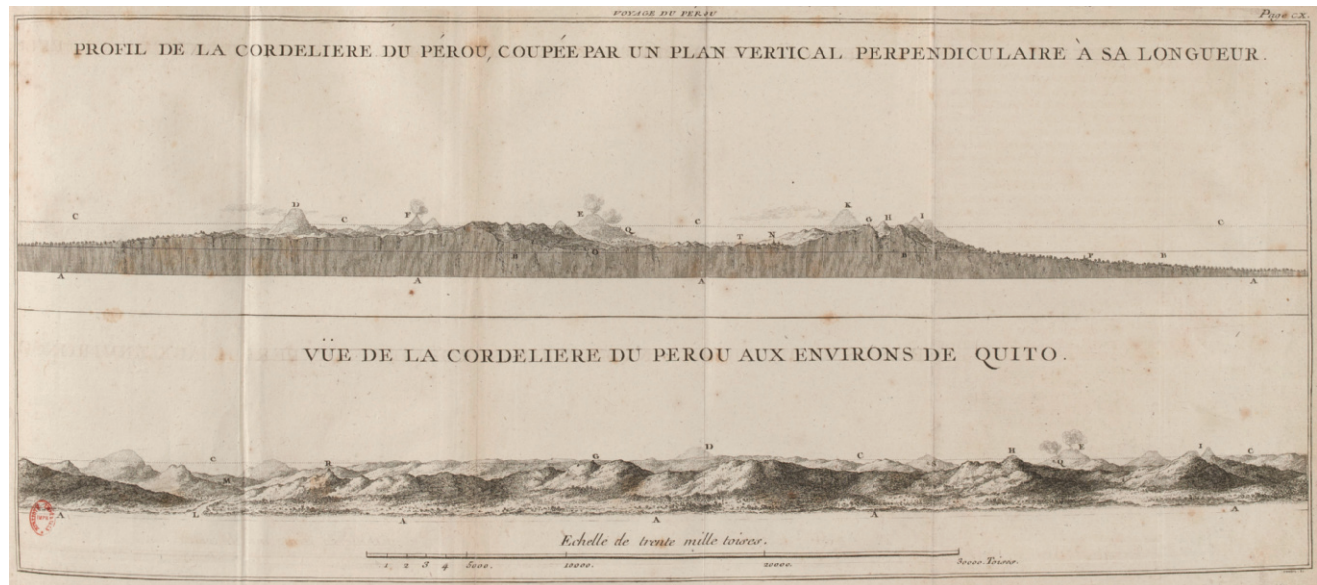 VOYAGE DU PÉROU
Page CX.
PROFIL DE LA CORDELIERE DU PÉROU, COUPÉE PAR UN PLAN VERTICAL PERPENDICULAIRE À SA LONGUEUR.
D F E K G H I
C C C C
Q T N
B O B P B
A A A A
VÜE DE LA CORDELIERE DU PEROU AUX ENVIRONS DE QUITO.
C R G D C H E I C
S Q
A L A A A A
Echelle de trente mille toises.
1 2 3 4 5000. 10000. 20000. 30000. Toises.